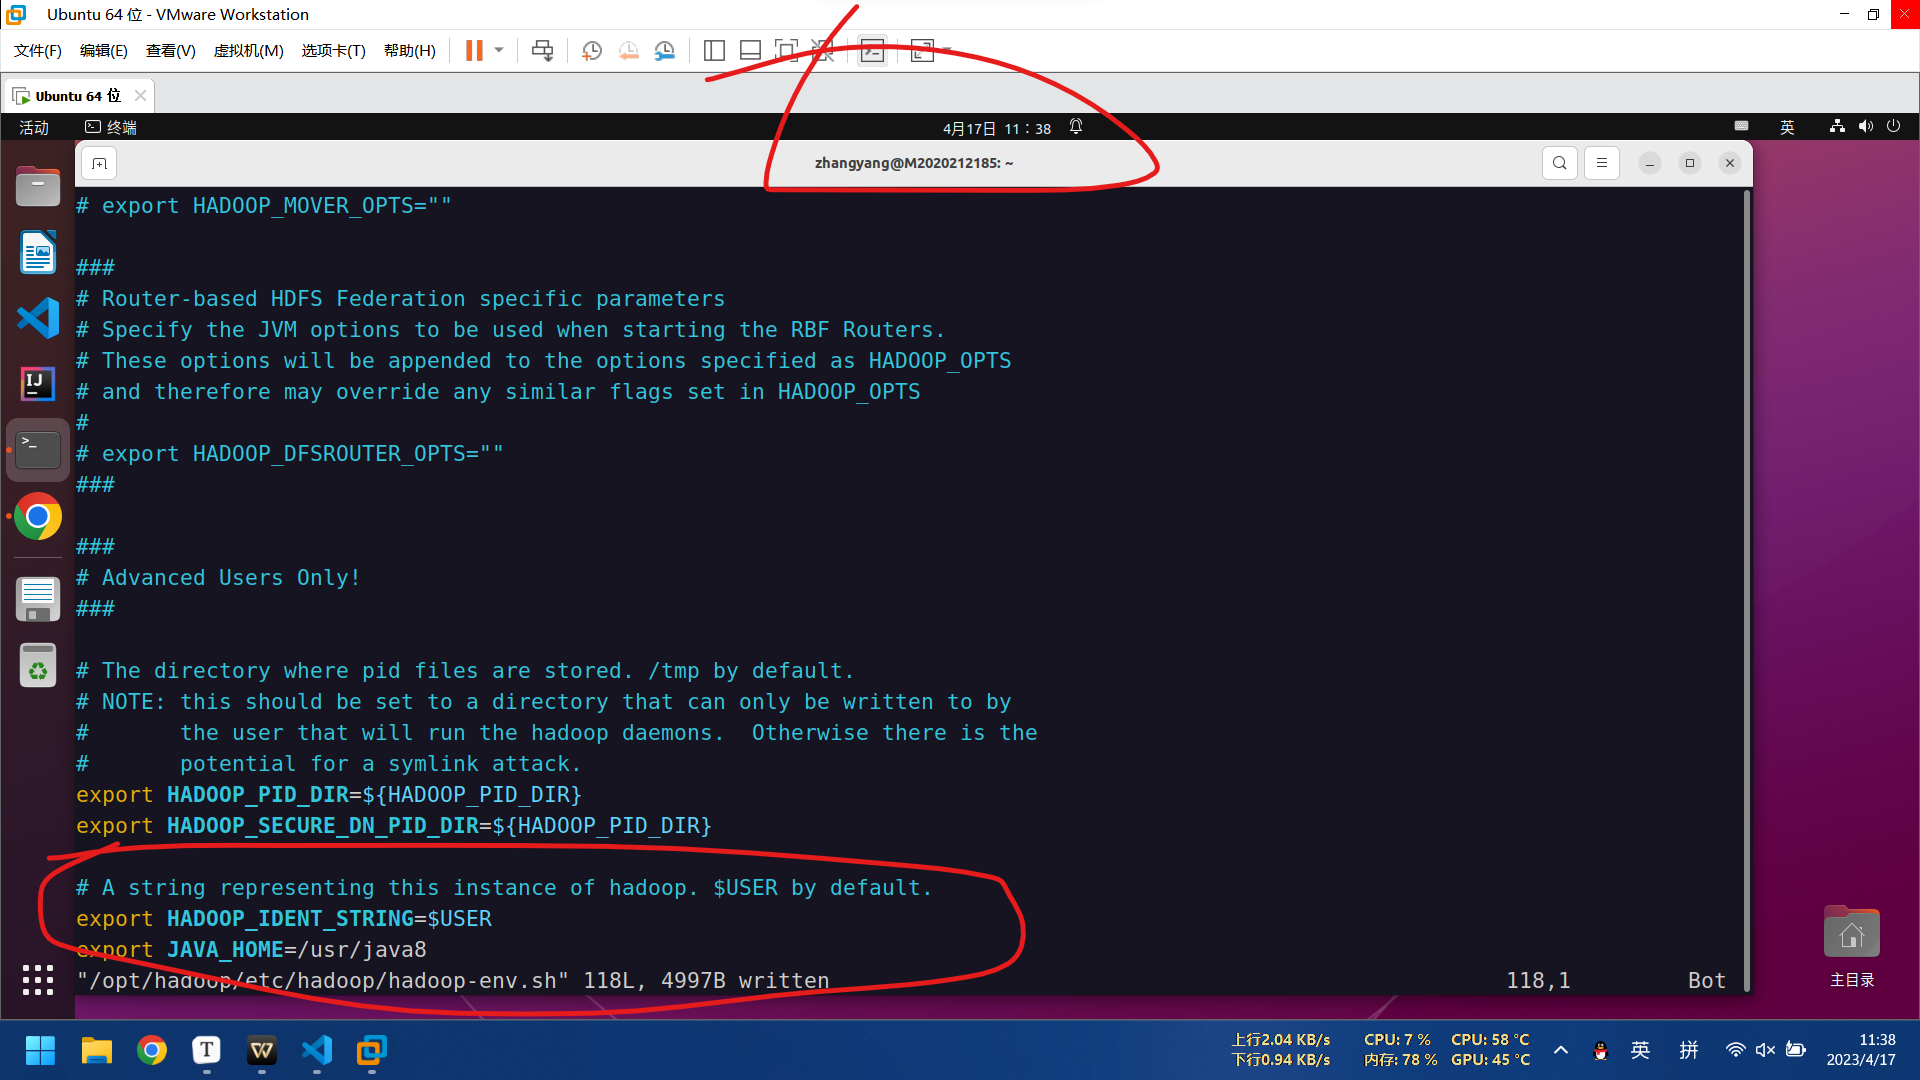 Ubuntu 64 位 - VMware Workstation
文件(F) 编辑(E) 查看(V) 虚拟机(M) 选项卡(T) 帮助(H)
Ubuntu 64 位
活动 终端 4月17日 11：38 英
zhangyang@M2020212185: ~
# export HADOOP_MOVER_OPTS=""
###
# Router-based HDFS Federation specific parameters
# Specify the JVM options to be used when starting the RBF Routers.
# These options will be appended to the options specified as HADOOP_OPTS
# and therefore may override any similar flags set in HADOOP_OPTS
#
# export HADOOP_DFSROUTER_OPTS=""
###
###
# Advanced Users Only!
###
# The directory where pid files are stored. /tmp by default.
# NOTE: this should be set to a directory that can only be written to by
#       the user that will run the hadoop daemons.  Otherwise there is the
#       potential for a symlink attack.
export HADOOP_PID_DIR=${HADOOP_PID_DIR}
export HADOOP_SECURE_DN_PID_DIR=${HADOOP_PID_DIR}
# A string representing this instance of hadoop. $USER by default.
export HADOOP_IDENT_STRING=$USER
export JAVA_HOME=/usr/java8
"/opt/hadoop/etc/hadoop/hadoop-env.sh" 118L, 4997B written 118,1 Bot
主目录
上行2.04 KB/s CPU: 7 % CPU: 58 °C
下行0.94 KB/s 内存: 78 % GPU: 45 °C
英 拼
11:38
2023/4/17